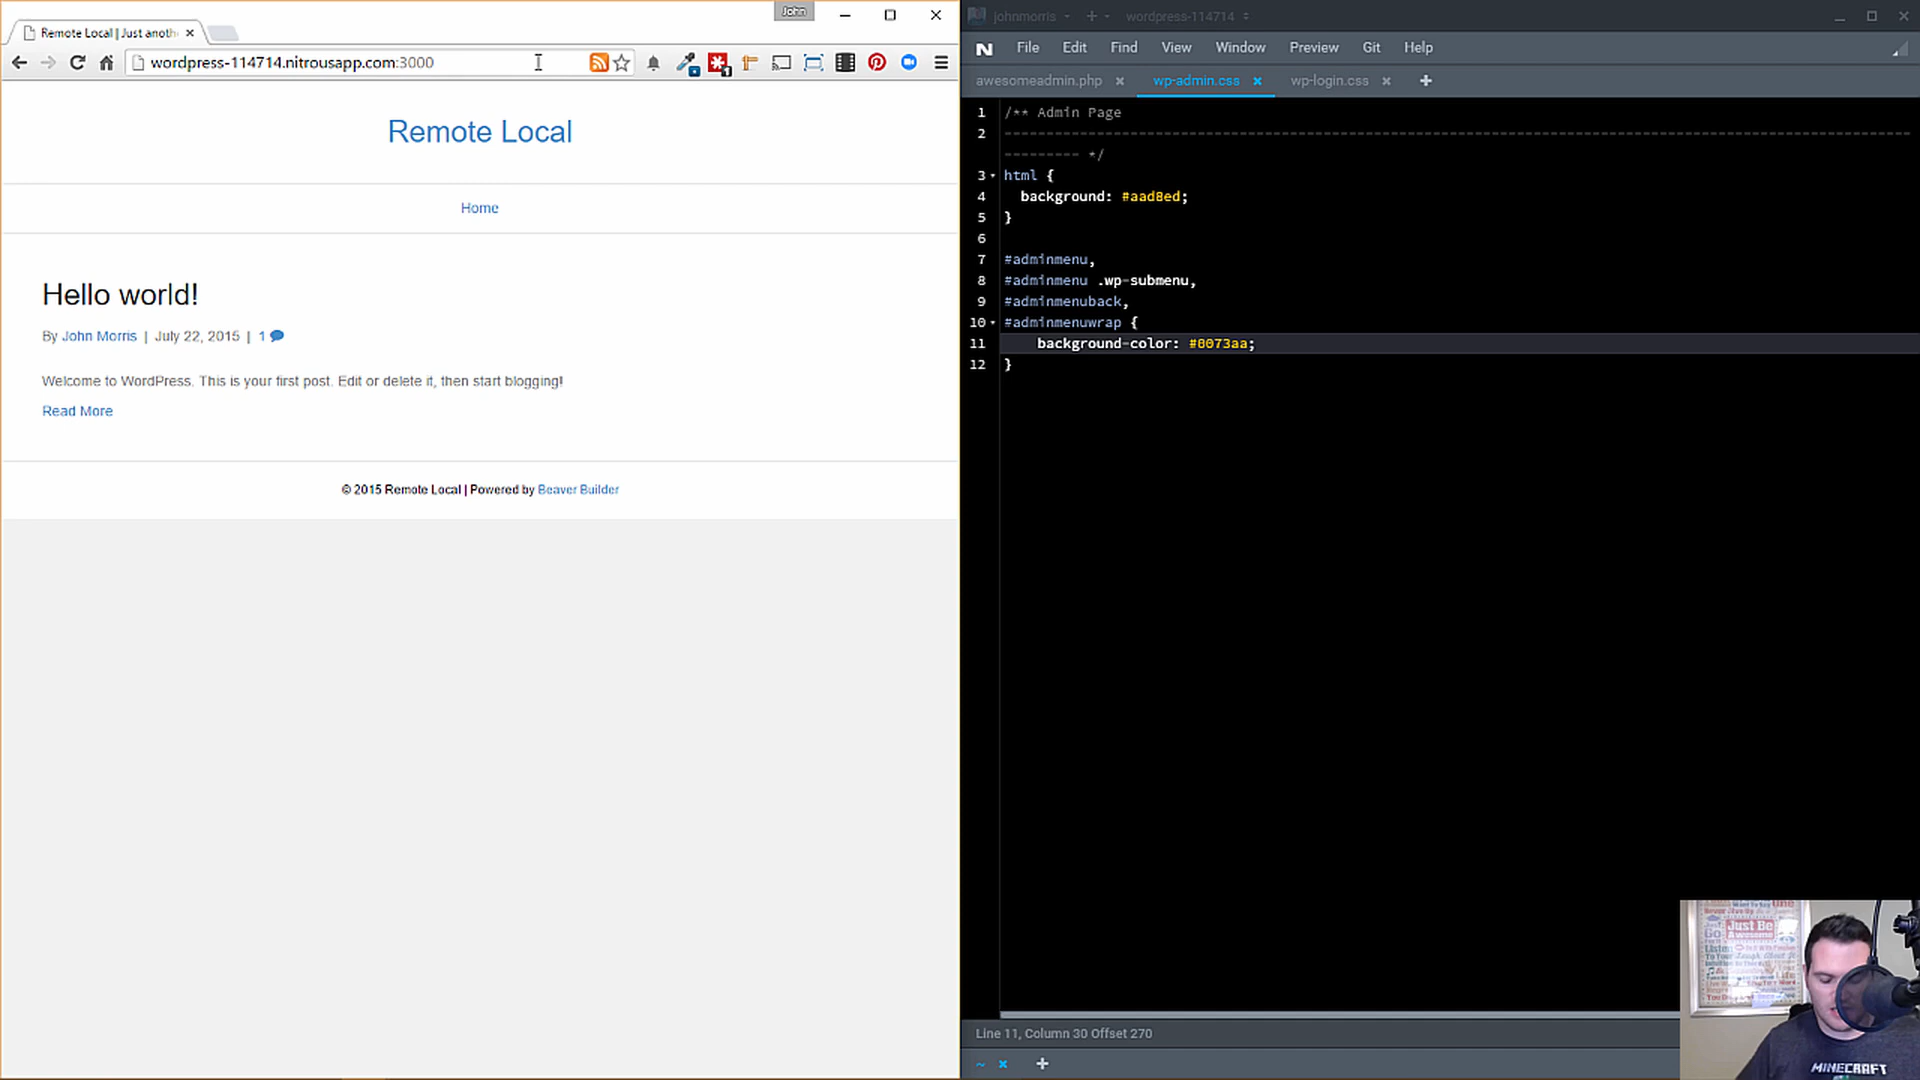 John
Remote Local | Just anoth
wordpress-114714.nitrousapp.com:3000
Remote Local
Home
Hello world!
By John Morris | July 22, 2015 | 1
Welcome to WordPress. This is your first post. Edit or delete it, then start blogging!
Read More
© 2015 Remote Local | Powered by Beaver Builder
johnmorris
wordpress-114714
N File Edit Find View Window Preview Git Help
awesomeadmin.php wp-admin.css wp-login.css
1 /** Admin Page
2 ----------------------------------------------------------------------------------------------------------------
--------- */
3 html {
4 background: #aad8ed;
5 }
6
7 #adminmenu,
8 #adminmenu .wp-submenu,
9 #adminmenuback,
10 #adminmenuwrap {
11 background-color: #0073aa;
12 }
Just Be
Awesome
MINECRAFT
Line 11, Column 30 Offset 270
~